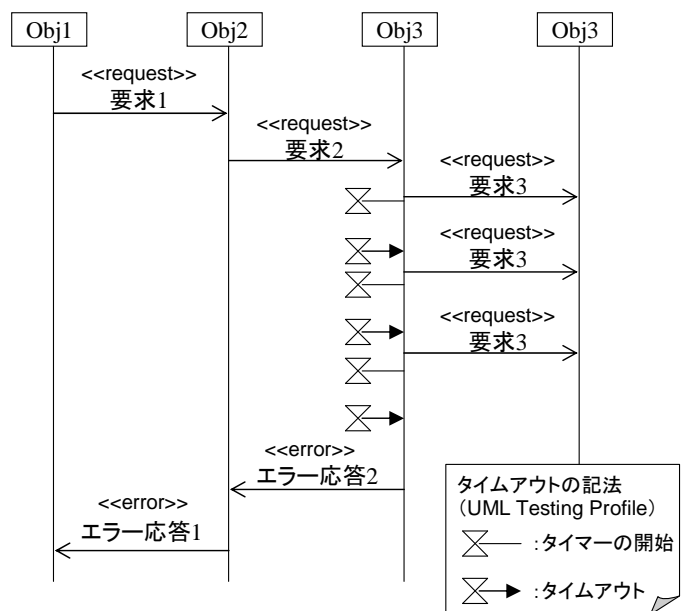 Obj1
Obj2
Obj3
Obj3
<<request>>
要求1
<<request>>
要求2
<<request>>
要求3
<<request>>
要求3
<<request>>
要求3
<<error>>
エラー応答2
<<error>>
エラー応答1
タイムアウトの記法
（UML Testing Profile）
:タイマーの開始
:タイムアウト